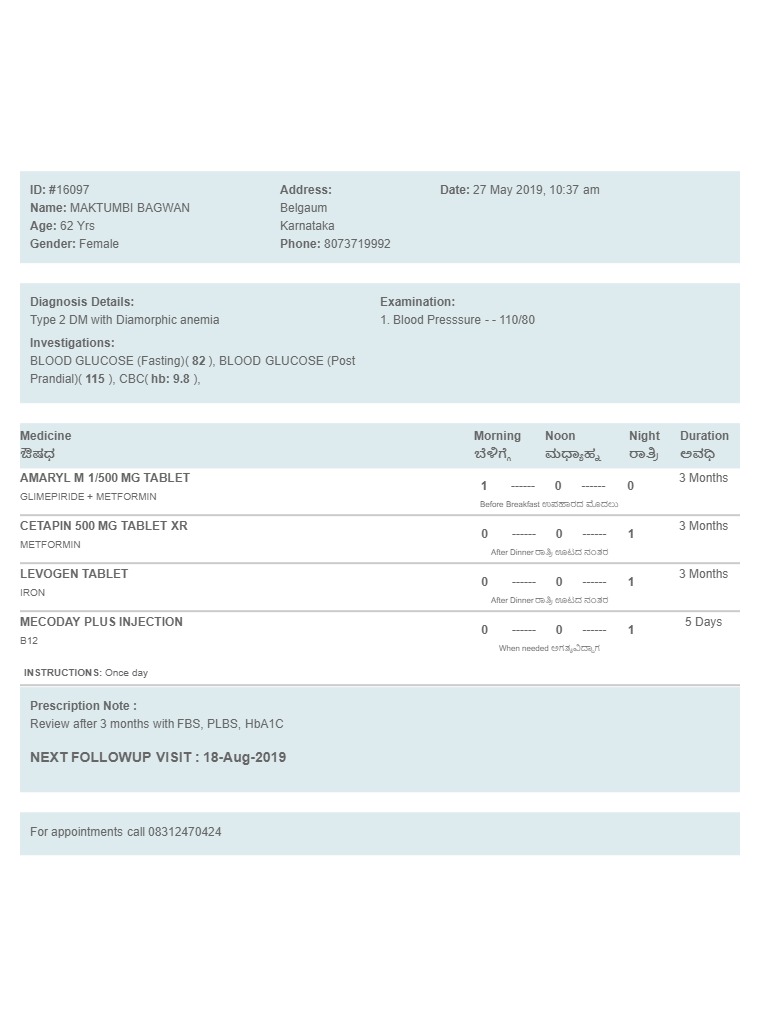 ID: #16097
Name: MAKTUMBI BAGWAN
Age: 62 Yrs
Gender: Female
Address:
Belgaum
Karnataka
Phone: 8073719992
Date: 27 May 2019, 10:37 am
Diagnosis Details:
Type 2 DM with Diamorphic anemia
Investigations:
BLOOD GLUCOSE (Fasting)( 82 ), BLOOD GLUCOSE (Post
Prandial)( 115 ), CBC( hb: 9.8 ),
Examination:
1. Blood Presssure - - 110/80
Medicine Morning Noon Night Duration
ಔಷಧ ಬೆಳಿಗ್ಗೆ ಮಧ್ಯಾಹ್ನ ರಾತ್ರಿ ಅವಧಿ
AMARYL M 1/500 MG TABLET 1 ------ 0 ------ 0 3 Months
GLIMEPIRIDE + METFORMIN Before Breakfast ಉಪಹಾರದ ಮೊದಲು
CETAPIN 500 MG TABLET XR 0 ------ 0 ------ 1 3 Months
METFORMIN After Dinner ರಾತ್ರಿ ಊಟದ ನಂತರ
LEVOGEN TABLET 0 ------ 0 ------ 1 3 Months
IRON After Dinner ರಾತ್ರಿ ಊಟದ ನಂತರ
MECODAY PLUS INJECTION 0 ------ 0 ------ 1 5 Days
B12 When needed ಅಗತ್ಯವಿದ್ದಾಗ
INSTRUCTIONS: Once day
Prescription Note :
Review after 3 months with FBS, PLBS, HbA1C
NEXT FOLLOWUP VISIT : 18-Aug-2019
For appointments call 08312470424